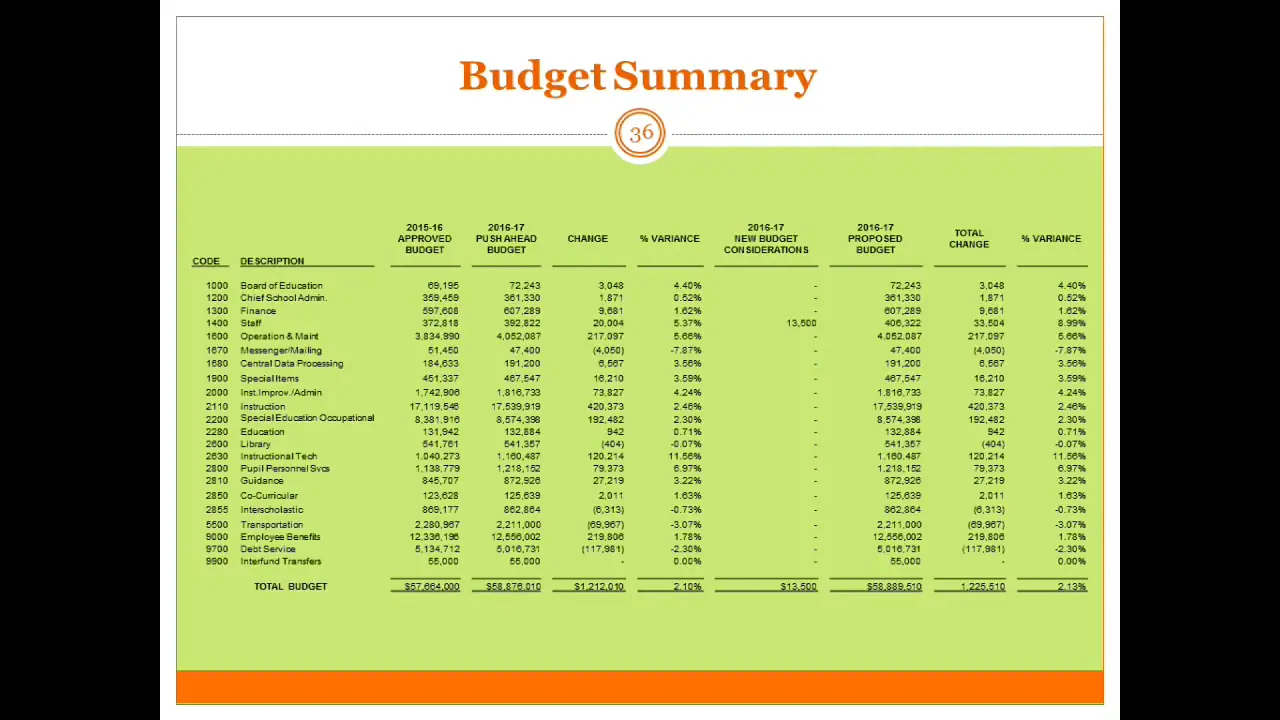 Budget Summary
36
2015-16 2016-17 2016-17 2016-17
APPROVED PUSH AHEAD CHANGE % VARIANCE NEW BUDGET PROPOSED TOTAL % VARIANCE
BUDGET BUDGET CONSIDERATIONS BUDGET CHANGE
CODE DESCRIPTION
1000 Board of Education 69,195 72,243 3,048 4.40% - 72,243 3,048 4.40%
1200 Chief School Admin. 359,459 361,330 1,871 0.52% - 361,330 1,871 0.52%
1300 Finance 597,608 607,289 9,681 1.62% - 607,289 9,681 1.62%
1400 Staff 372,818 392,822 20,004 5.37% 13,500 406,322 33,504 8.99%
1600 Operation & Maint 3,834,990 4,052,087 217,097 5.66% - 4,052,087 217,097 5.66%
1670 Messenger/Mailing 51,450 47,400 (4,050) -7.87% - 47,400 (4,050) -7.87%
1680 Central Data Processing 184,633 191,200 6,567 3.56% - 191,200 6,567 3.56%
1900 Special Items 451,337 467,547 16,210 3.59% - 467,547 16,210 3.59%
2000 Inst.Improv./Admin 1,742,906 1,816,733 73,827 4.24% - 1,816,733 73,827 4.24%
2110 Instruction 17,119,546 17,539,919 420,373 2.46% - 17,539,919 420,373 2.46%
2200 Special Education Occupational 8,381,916 8,574,398 192,482 2.30% - 8,574,398 192,482 2.30%
2280 Education 131,942 132,884 942 0.71% - 132,884 942 0.71%
2600 Library 541,761 541,357 (404) -0.07% - 541,357 (404) -0.07%
2630 Instructional Tech 1,040,273 1,160,487 120,214 11.56% - 1,160,487 120,214 11.56%
2800 Pupil Personnel Svcs 1,138,779 1,218,152 79,373 6.97% - 1,218,152 79,373 6.97%
2810 Guidance 845,707 872,926 27,219 3.22% - 872,926 27,219 3.22%
2850 Co-Curricular 123,628 125,639 2,011 1.63% - 125,639 2,011 1.63%
2855 Interscholastic 869,177 862,864 (6,313) -0.73% - 862,864 (6,313) -0.73%
5500 Transportation 2,280,967 2,211,000 (69,967) -3.07% - 2,211,000 (69,967) -3.07%
9000 Employee Benefits 12,336,196 12,556,002 219,806 1.78% - 12,556,002 219,806 1.78%
9700 Debt Service 5,134,712 5,016,731 (117,981) -2.30% - 5,016,731 (117,981) -2.30%
9900 Interfund Transfers 55,000 55,000 - 0.00% - 55,000 - 0.00%
TOTAL BUDGET $57,664,000 $58,876,010 $1,212,010 2.10% $13,500 $58,889,510 1,225,510 2.13%